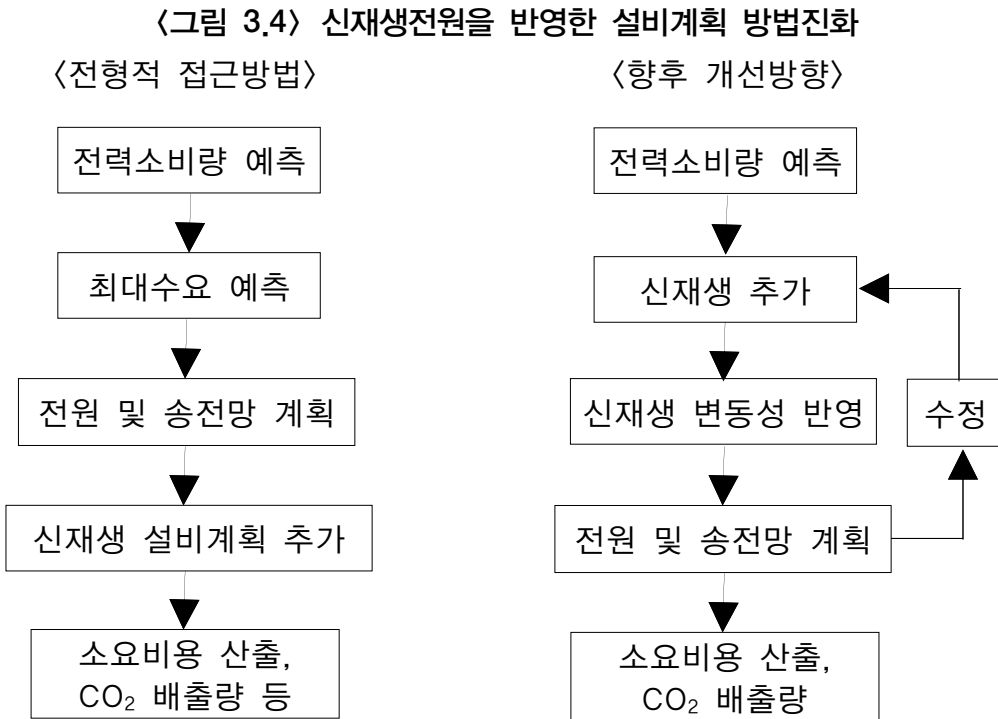 〈그림 3.4〉 신재생전원을 반영한 설비계획 방법진화
〈전형적 접근방법〉
전력소비량 예측
최대수요 예측
전원 및 송전망 계획
신재생 설비계획 추가
소요비용 산출,
CO₂ 배출량 등
〈향후 개선방향〉
전력소비량 예측
신재생 추가
신재생 변동성 반영
수정
전원 및 송전망 계획
소요비용 산출,
CO₂ 배출량